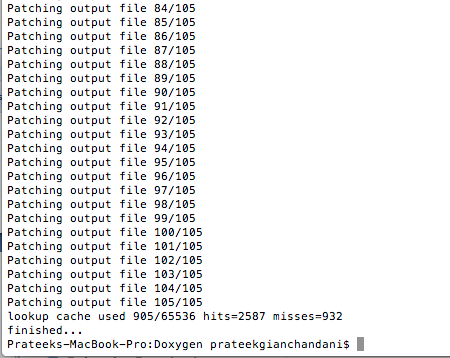 Patching output file 84/105
Patching output file 85/105
Patching output file 86/105
Patching output file 87/105
Patching output file 88/105
Patching output file 89/105
Patching output file 90/105
Patching output file 91/105
Patching output file 92/105
Patching output file 93/105
Patching output file 94/105
Patching output file 95/105
Patching output file 96/105
Patching output file 97/105
Patching output file 98/105
Patching output file 99/105
Patching output file 100/105
Patching output file 101/105
Patching output file 102/105
Patching output file 103/105
Patching output file 104/105
Patching output file 105/105
lookup cache used 905/65536 hits=2587 misses=932
finished...
Prateeks-MacBook-Pro:Doxygen prateekgianchandani$